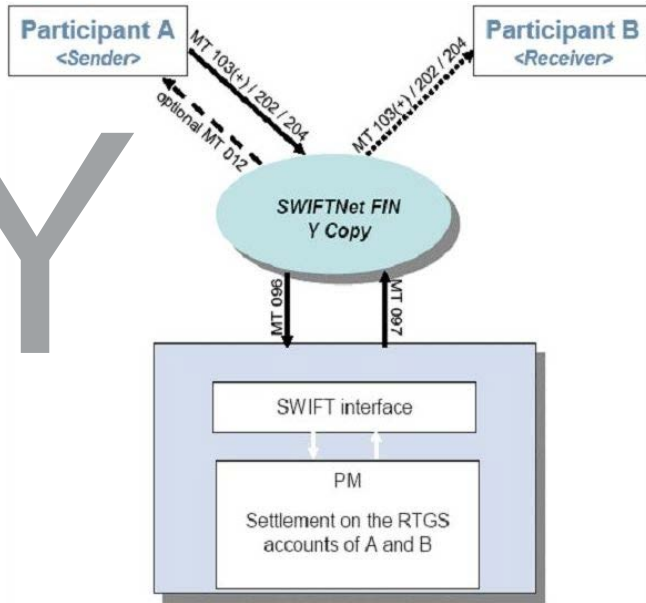 Participant A
<Sender>
Participant B
<Receiver>
MT 103(+) / 202 / 204
optional MT 012
MT 103(+) / 202 / 204
Y
SWIFTNet FIN
Y Copy
MT 096
MT 097
SWIFT interface
PM
Settlement on the RTGS
accounts of A and B